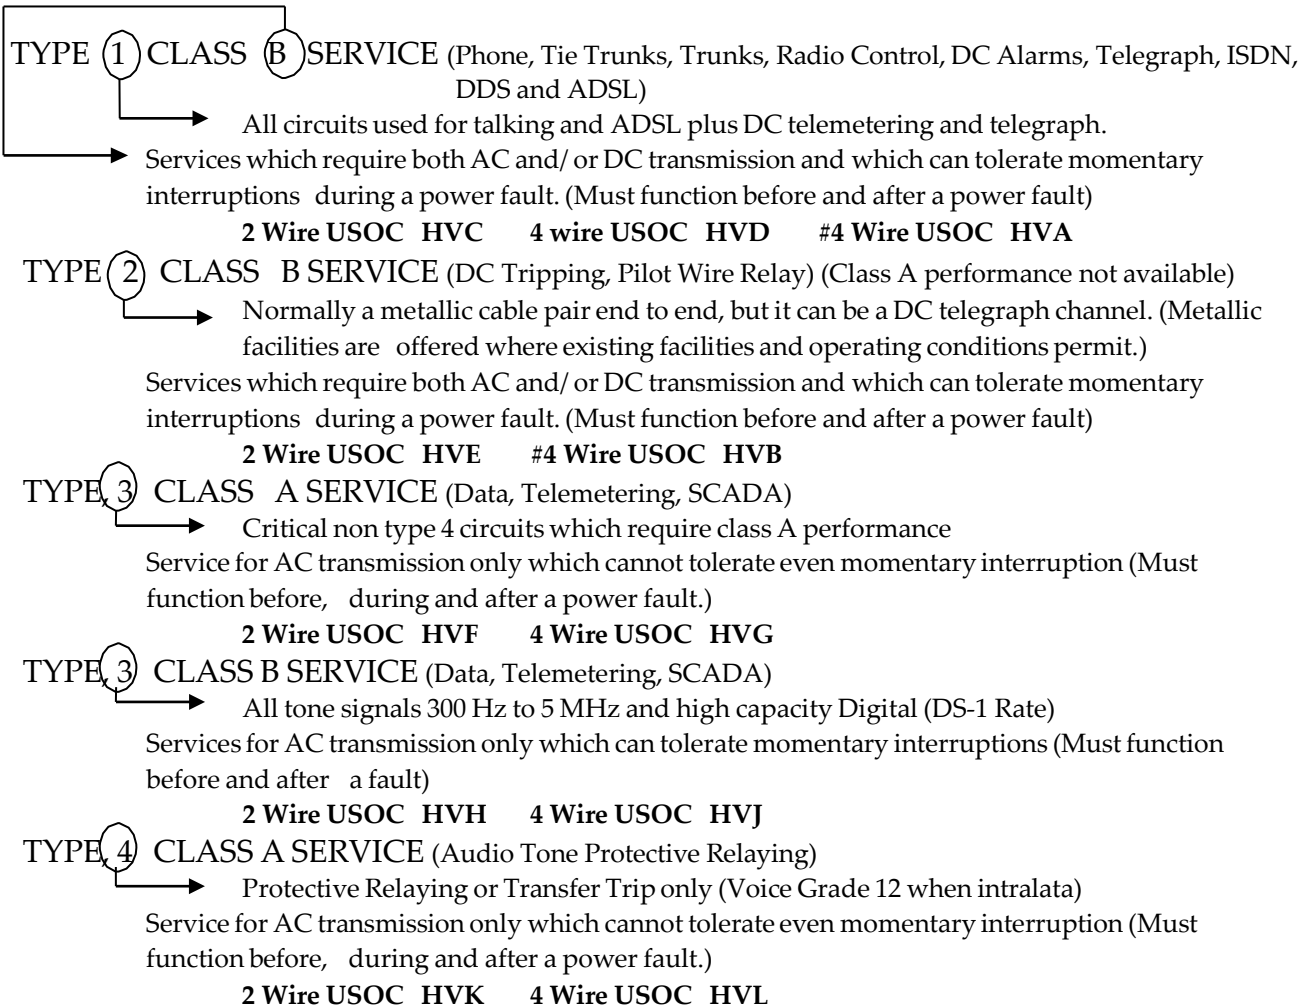 TYPE 1 CLASS B SERVICE (Phone, Tie Trunks, Trunks, Radio Control, DC Alarms, Telegraph, ISDN,
DDS and ADSL)
All circuits used for talking and ADSL plus DC telemetering and telegraph.
Services which require both AC and/ or DC transmission and which can tolerate momentary
interruptions during a power fault. (Must function before and after a power fault)
2 Wire USOC HVC 4 wire USOC HVD #4 Wire USOC HVA
TYPE 2 CLASS B SERVICE (DC Tripping, Pilot Wire Relay) (Class A performance not available)
Normally a metallic cable pair end to end, but it can be a DC telegraph channel. (Metallic
facilities are offered where existing facilities and operating conditions permit.)
Services which require both AC and/ or DC transmission and which can tolerate momentary
interruptions during a power fault. (Must function before and after a power fault)
2 Wire USOC HVE #4 Wire USOC HVB
TYPE, 3 CLASS A SERVICE (Data, Telemetering, SCADA)
Critical non type 4 circuits which require class A performance
Service for AC transmission only which cannot tolerate even momentary interruption (Must
function before, during and after a power fault.)
2 Wire USOC HVF 4 Wire USOC HVG
TYPE, 3 CLASS B SERVICE (Data, Telemetering, SCADA)
All tone signals 300 Hz to 5 MHz and high capacity Digital (DS-1 Rate)
Services for AC transmission only which can tolerate momentary interruptions (Must function
before and after a fault)
2 Wire USOC HVH 4 Wire USOC HVJ
TYPE, 4 CLASS A SERVICE (Audio Tone Protective Relaying)
Protective Relaying or Transfer Trip only (Voice Grade 12 when intralata)
Service for AC transmission only which cannot tolerate even momentary interruption (Must
function before, during and after a power fault.)
2 Wire USOC HVK 4 Wire USOC HVL